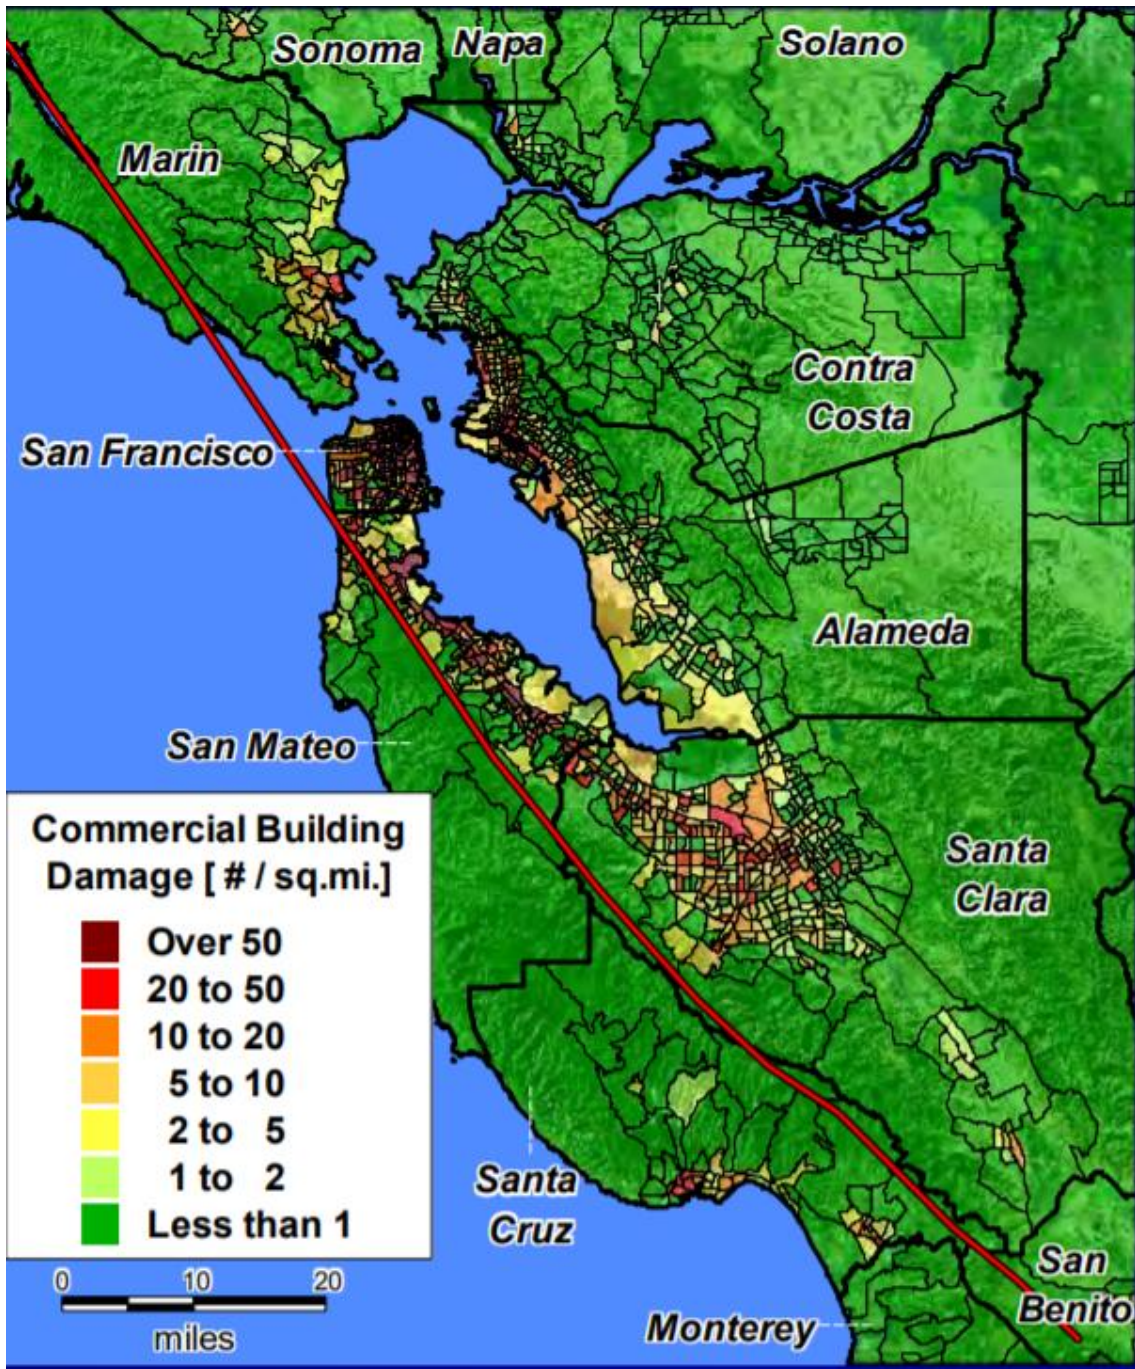 Sonoma
Napa
Solano
Marin
Contra
Costa
San Francisco
Alameda
San Mateo
Commercial Building
Damage [ # / sq.mi.]
Over 50
20 to 50
10 to 20
5 to 10
2 to 5
1 to 2
Less than 1
Santa
Clara
Santa
Cruz
San
Benito
Monterey
0 10 20
miles